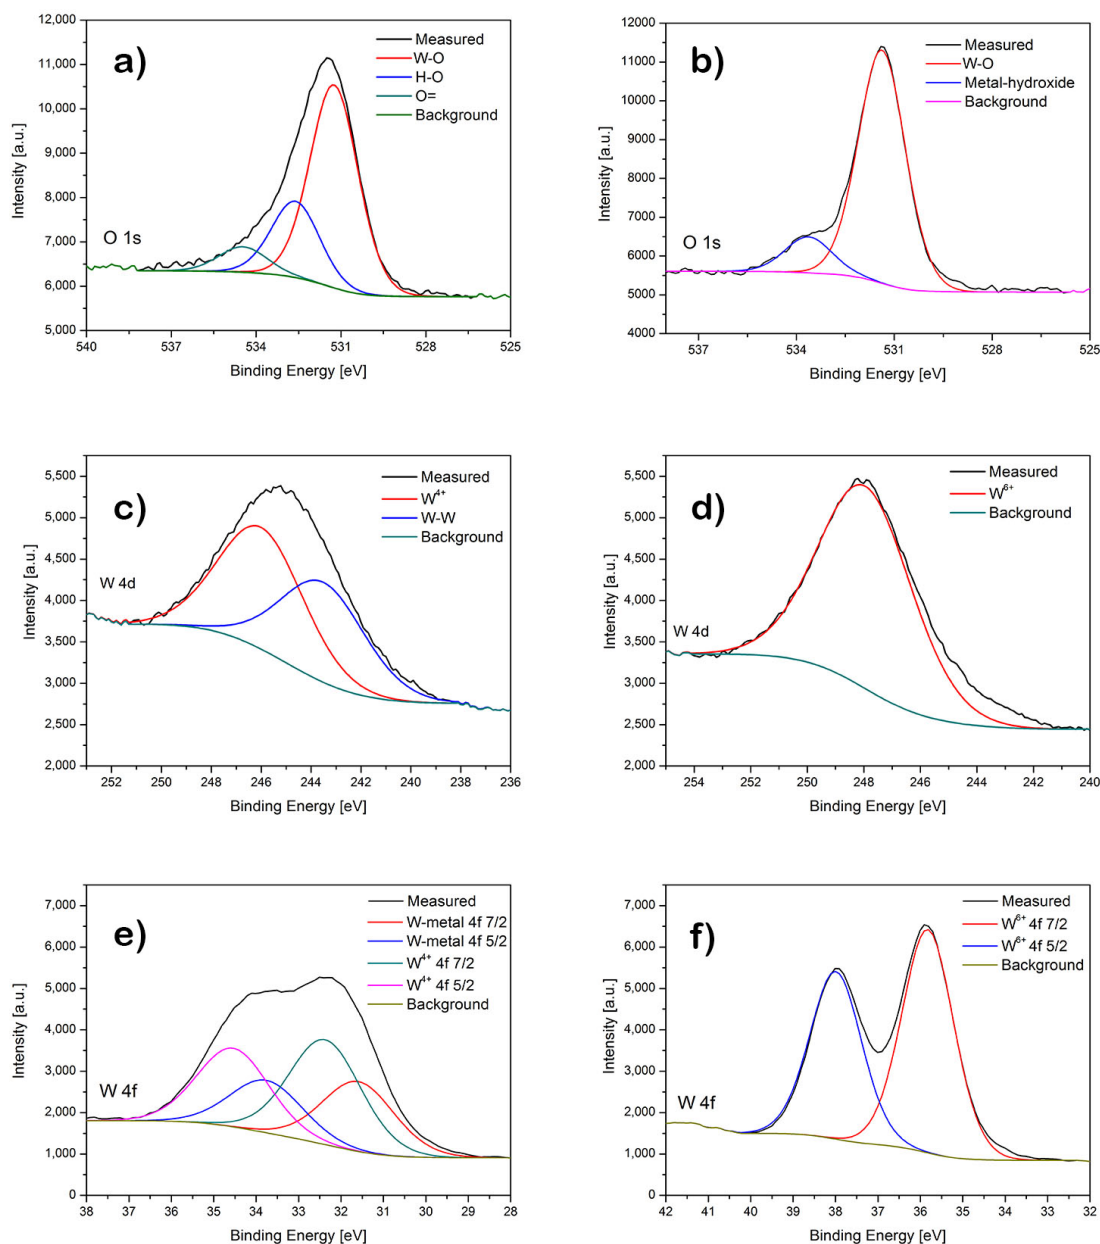 a)
Measured
W-O
H-O
O=
Background
O 1s
Intensity [a.u.]
12,000
11,000
10,000
9,000
8,000
7,000
6,000
5,000
540
537
534
531
528
525
Binding Energy [eV]
b)
Measured
W-O
Metal-hydroxide
Background
O 1s
Intensity [a.u.]
12000
11000
10000
9000
8000
7000
6000
5000
4000
537
534
531
528
525
Binding Energy [eV]
c)
Measured
W4+
W-W
Background
W 4d
Intensity [a.u.]
5,500
5,000
4,500
4,000
3,500
3,000
2,500
2,000
252
250
248
246
244
242
240
238
236
Binding Energy [eV]
d)
Measured
W6+
Background
W 4d
Intensity [a.u.]
5,500
5,000
4,500
4,000
3,500
3,000
2,500
2,000
254
252
250
248
246
244
242
240
Binding Energy [eV]
e)
Measured
W-metal 4f 7/2
W-metal 4f 5/2
W4+ 4f 7/2
W4+ 4f 5/2
Background
W 4f
Intensity [a.u.]
7,000
6,000
5,000
4,000
3,000
2,000
1,000
0
38
37
36
35
34
33
32
31
30
29
28
Binding Energy [eV]
f)
Measured
W6+ 4f 7/2
W6+ 4f 5/2
Background
W 4f
Intensity [a.u.]
7,000
6,000
5,000
4,000
3,000
2,000
1,000
0
42
41
40
39
38
37
36
35
34
33
32
Binding Energy [eV]